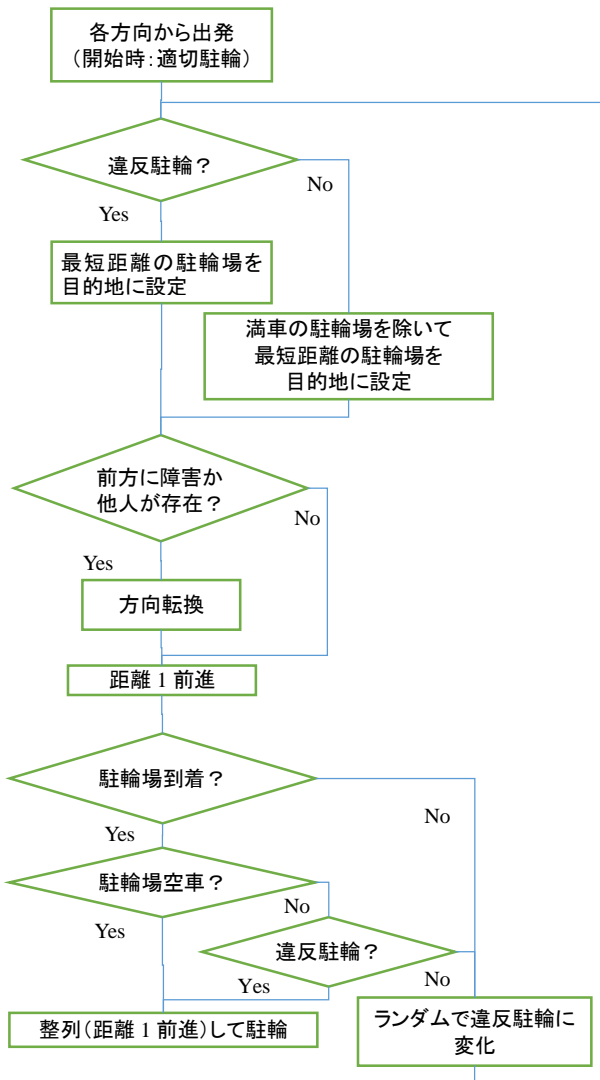 各方向から出発
(開始時:適切駐輪)
違反駐輪?
No
Yes
最短距離の駐輪場を
目的地に設定
満車の駐輪場を除いて
最短距離の駐輪場を
目的地に設定
前方に障害か
他人が存在?
No
Yes
方向転換
距離 1 前進
駐輪場到着?
No
Yes
駐輪場空車?
No
Yes
違反駐輪?
Yes
No
整列(距離 1 前進)して駐輪
ランダムで違反駐輪に
変化